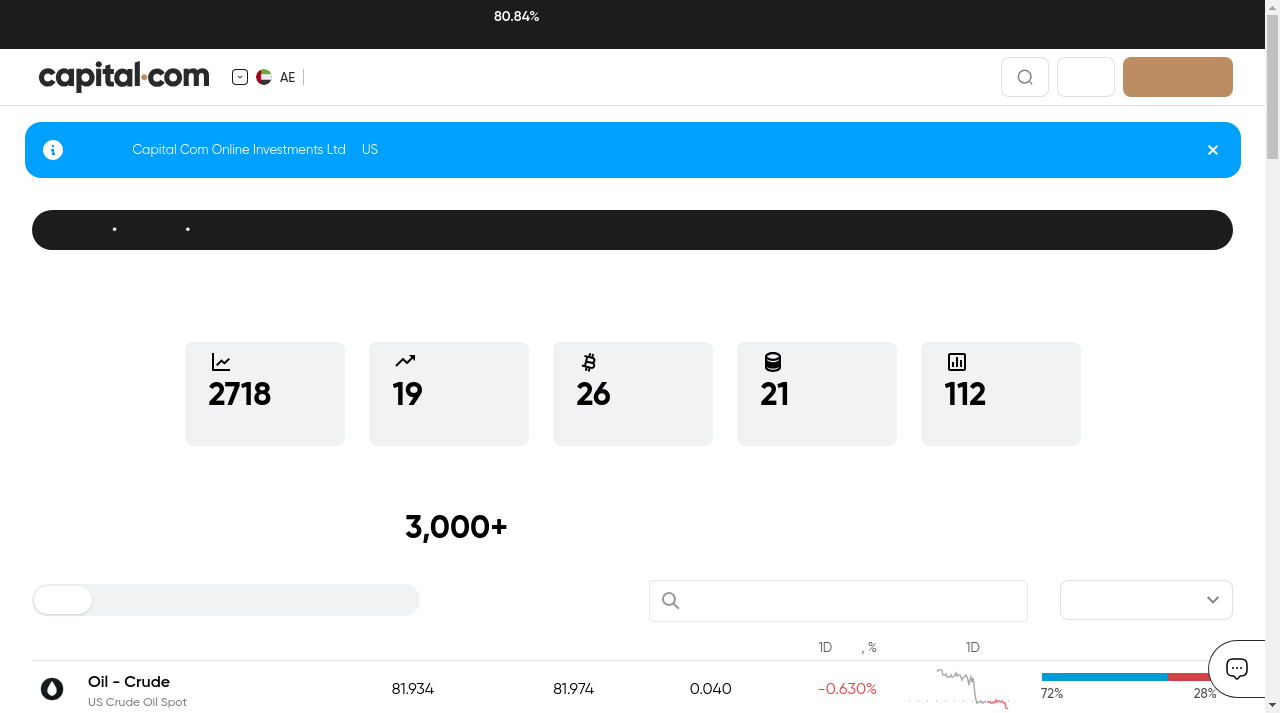 80.84%
capital.com
AE
Capital Com Online Investments Ltd US
• •
2718
19
26
21
112
3,000+
1D , % 1D
Oil - Crude 81.934 81.974 0.040 -0.630%
US Crude Oil Spot 72% 28%